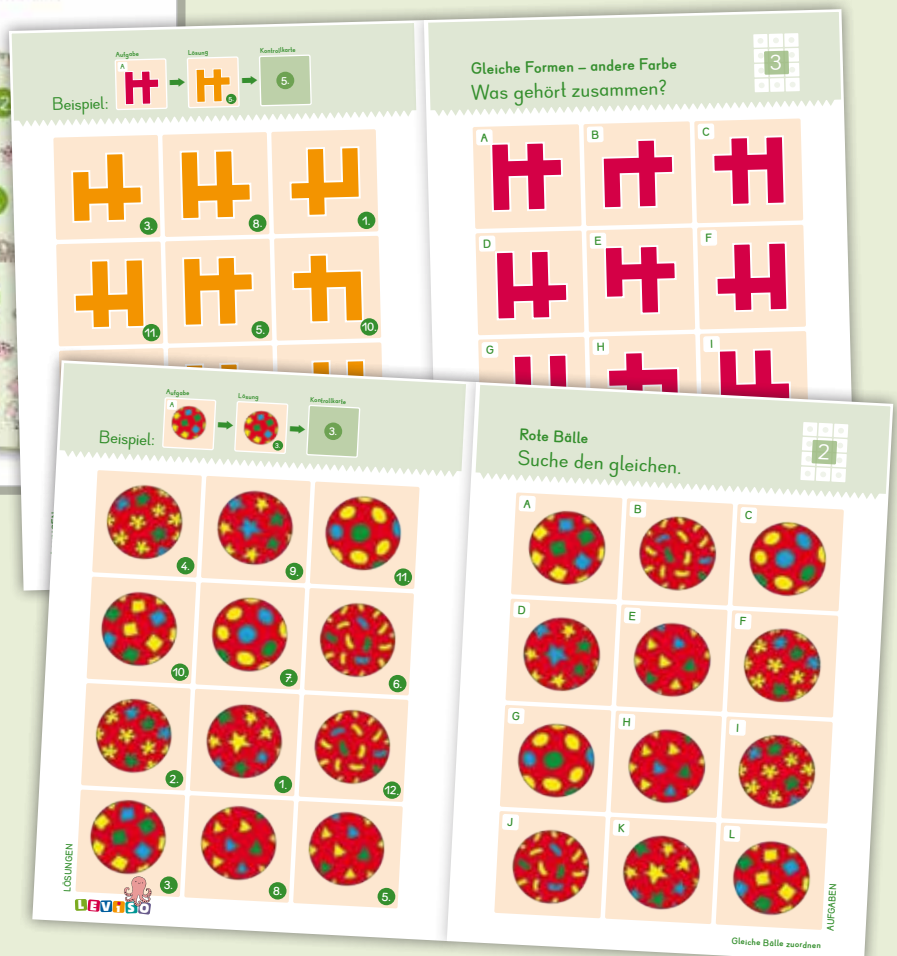 Aufgabe
Lösung
Kontrollkarte
Beispiel:
A
5.
5.
3.
8.
1.
11.
5.
10.
Gleiche Formen – andere Farbe
Was gehört zusammen?
3
A
B
C
D
E
F
G
H
I
Aufgabe
Lösung
Kontrollkarte
Beispiel:
A
3.
3.
4.
9.
11.
10.
7.
6.
2.
1.
12.
3.
8.
5.
LÖSUNGEN
LEVISO
Rote Bälle
Suche den gleichen.
2
A
B
C
D
E
F
G
H
I
J
K
L
AUFGABEN
Gleiche Bälle zuordnen